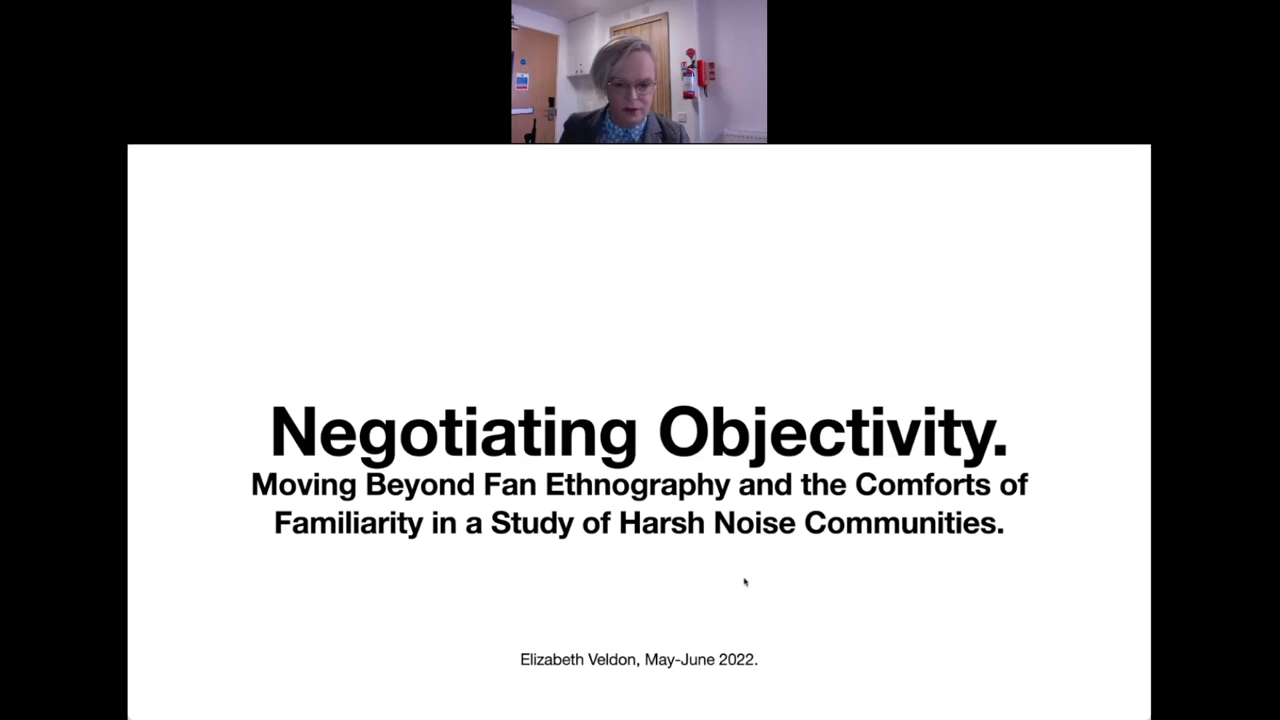 Negotiating Objectivity.
Moving Beyond Fan Ethnography and the Comforts of
Familiarity in a Study of Harsh Noise Communities.
Elizabeth Veldon, May-June 2022.